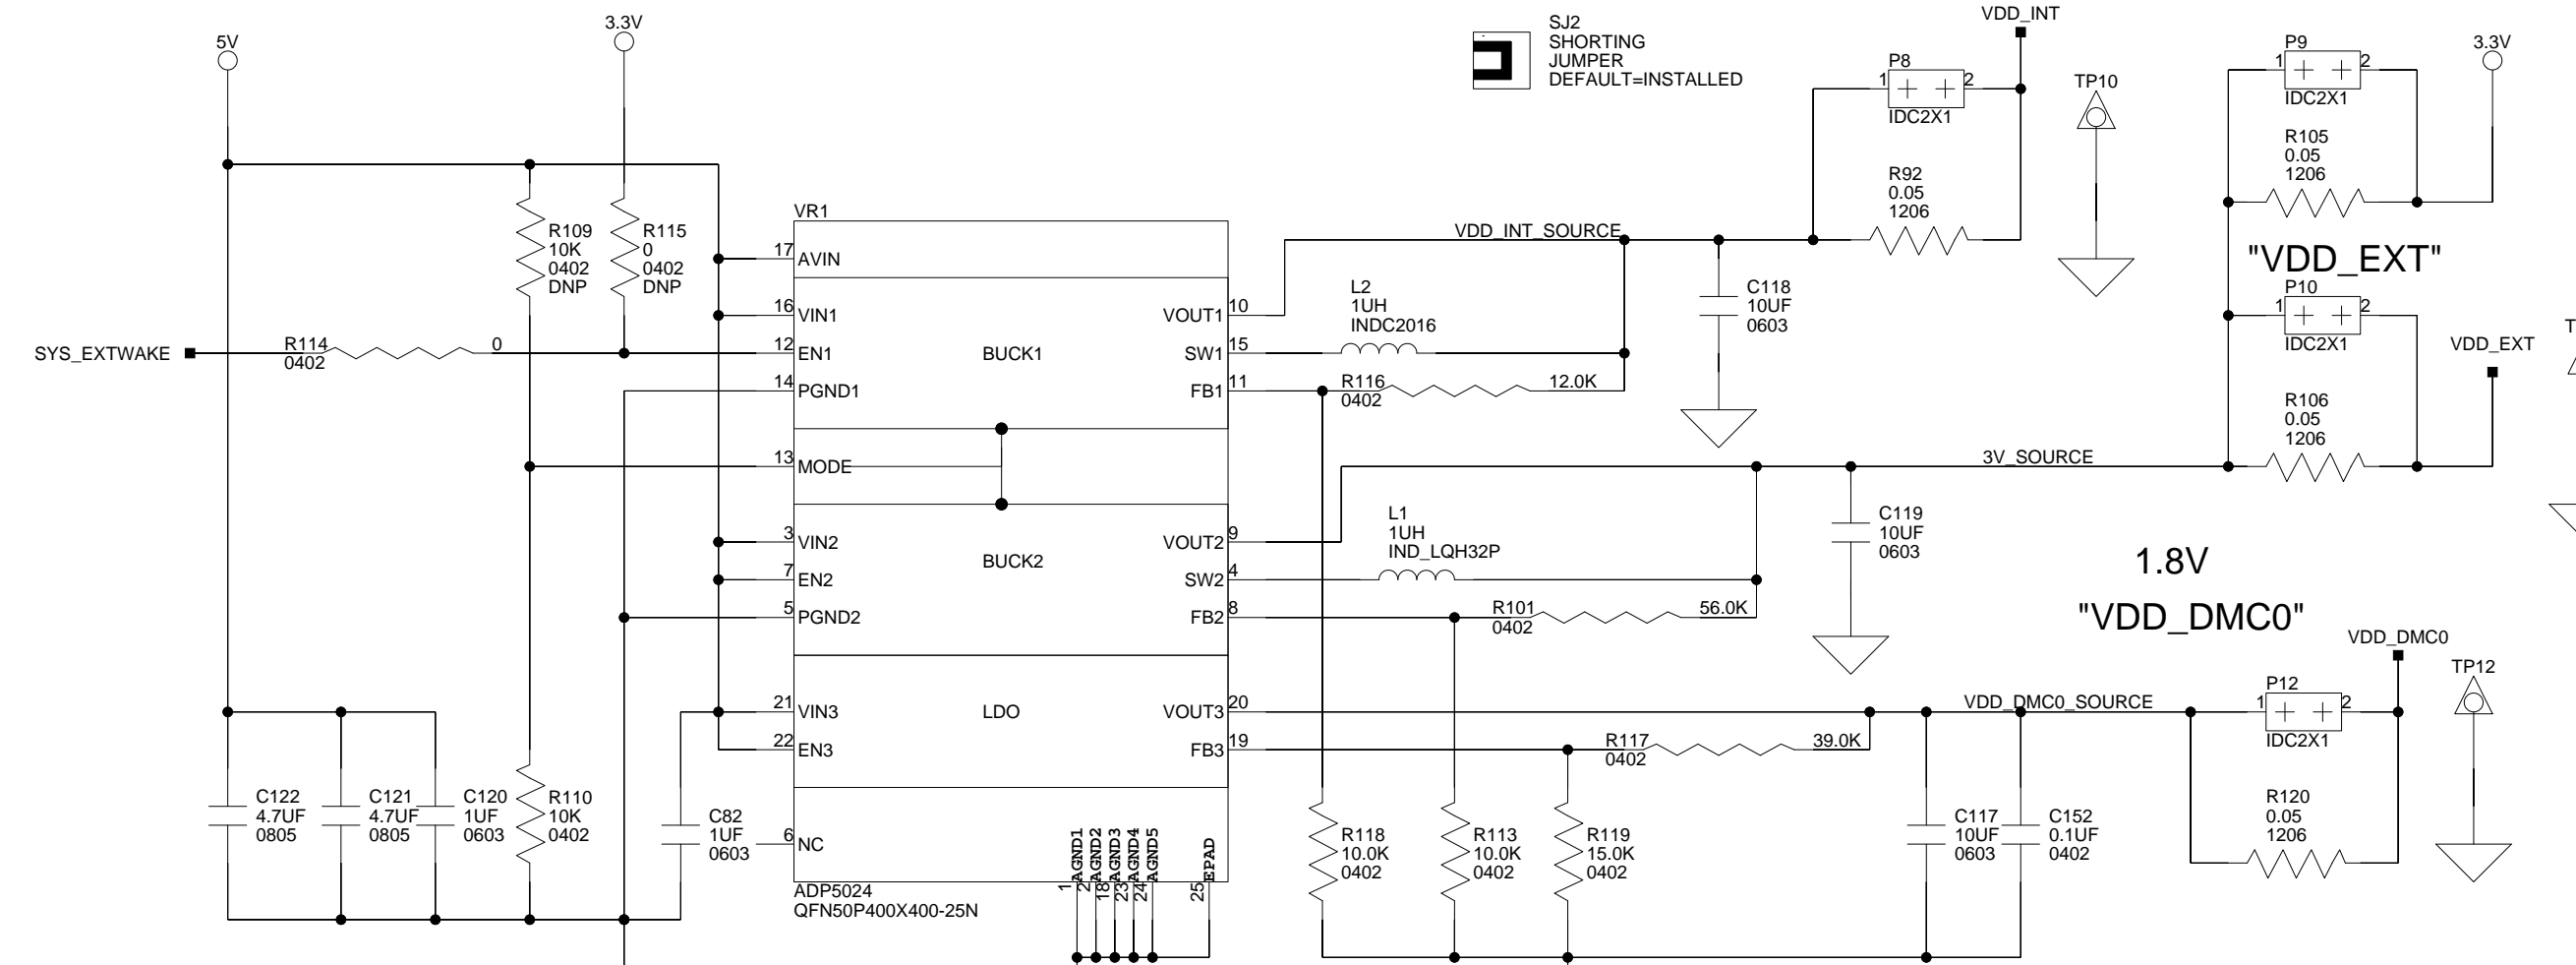 5V
3.3V
SJ2
SHORTING
JUMPER
DEFAULT=INSTALLED
VDD_INT
P8
1
2
IDC2X1
TP10
P9
1
2
IDC2X1
3.3V
R105
0.05
1206
R92
0.05
1206
R109
10K
0402
DNP
R115
0
0402
DNP
VR1
17
AVIN
VDD_INT_SOURCE
"VDD_EXT"
16
VIN1
VOUT1
10
L2
1UH
INDC2016
C118
10UF
0603
P10
1
2
IDC2X1
T
VDD_EXT
SYS_EXTWAKE
R114
0402
0
12
EN1
BUCK1
SW1
15
14
PGND1
FB1
11
R116
0402
12.0K
R106
0.05
1206
13
MODE
3V_SOURCE
3
VIN2
VOUT2
9
L1
1UH
IND_LQH32P
C119
10UF
0603
7
EN2
BUCK2
SW2
4
5
PGND2
FB2
8
R101
0402
56.0K
1.8V
"VDD_DMC0"
VDD_DMC0
TP12
21
VIN3
LDO
VOUT3
20
VDD_DMC0_SOURCE
P12
1
2
IDC2X1
22
EN3
FB3
19
R117
0402
39.0K
C122
4.7UF
0805
C121
4.7UF
0805
C120
1UF
0603
R110
10K
0402
C82
1UF
0603
6
NC
AGND1
AGND2
AGND3
AGND4
AGND5
EPAD
1
2
18
23
24
25
R118
10.0K
0402
R113
10.0K
0402
R119
15.0K
0402
C117
10UF
0603
C152
0.1UF
0402
R120
0.05
1206
ADP5024
QFN50P400X400-25N